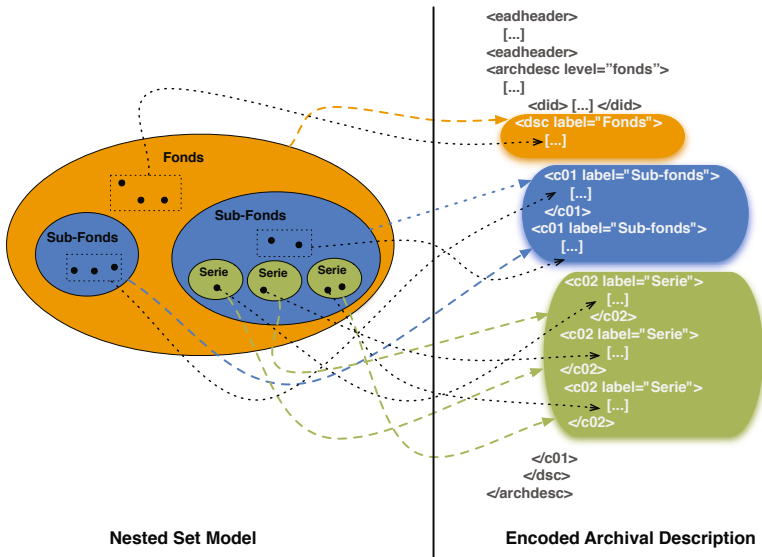 Fonds
Sub-Fonds
Sub-Fonds
Serie
Serie
Serie
Nested Set Model
<eadheader>
[...]
<eadheader>
<archdesc level="fonds">
[...]
<did> [...] </did>
<dsc label="Fonds">
[...]
<c01 label="Sub-fonds">
[...]
</c01>
<c01 label="Sub-fonds">
[...]
<c02 label="Serie">
[...]
</c02>
<c02 label="Serie">
[...]
</c02>
<c02 label="Serie">
[...]
</c02>
</c01>
</dsc>
</archdesc>
Encoded Archival Description